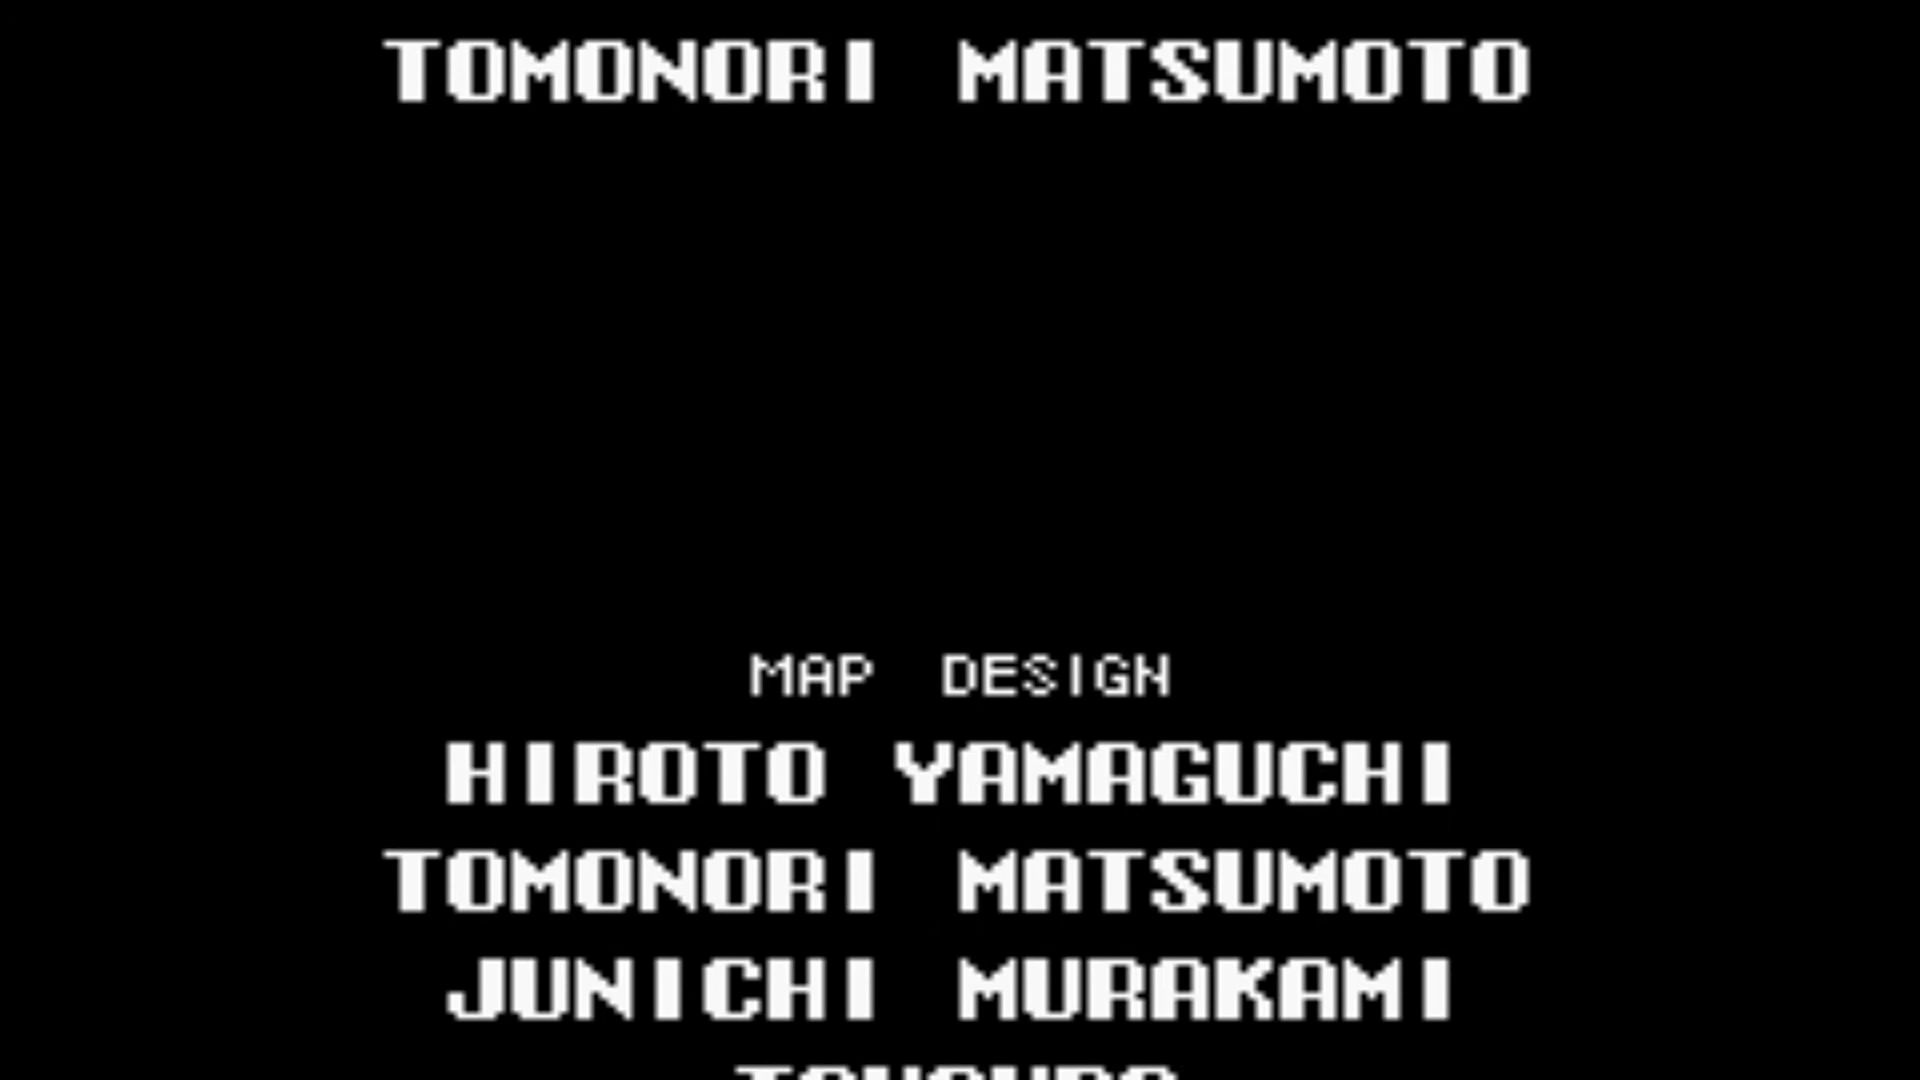 TOMONORI MATSUMOTO
MAP DESIGN
HIROTO YAMAGUCHI
TOMONORI MATSUMOTO
JUNICHI MURAKAMI